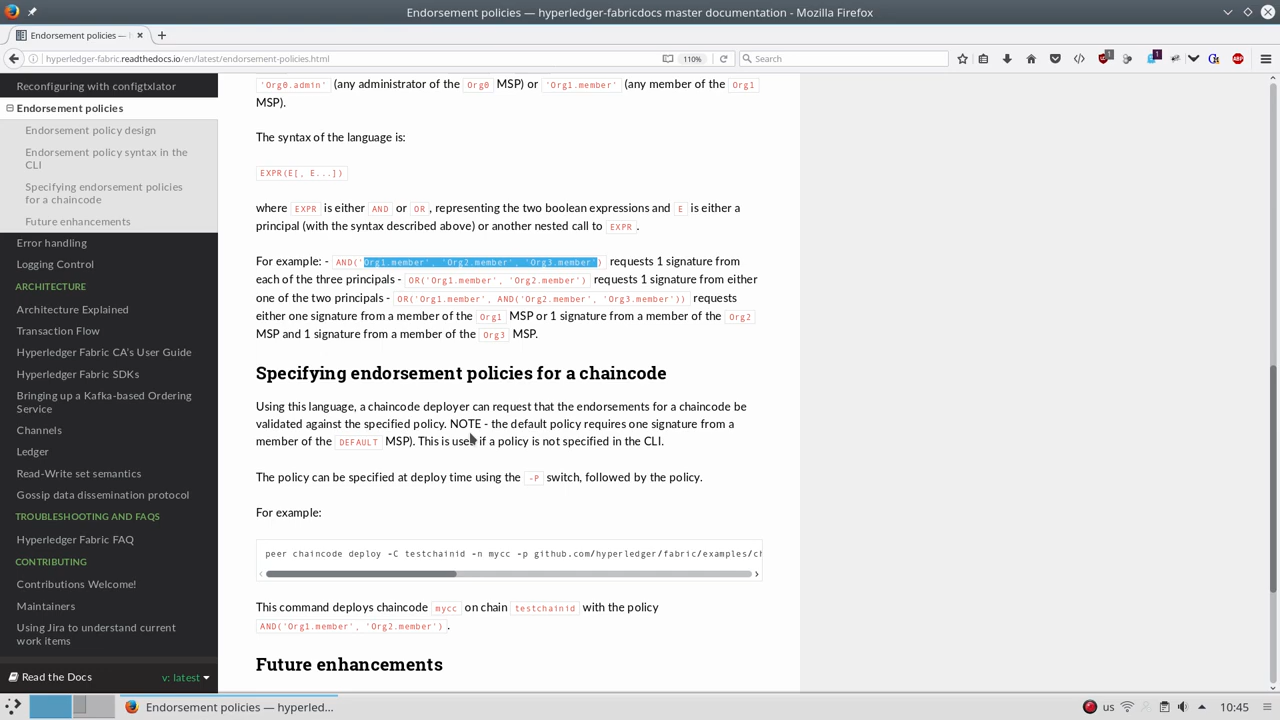 Endorsement policies — hyperledger-fabricdocs master documentation - Mozilla Firefox
Endorsement policies —
hyperledger-fabric.readthedocs.io/en/latest/endorsement-policies.html
110%
Search
1
1
ABP
Reconfiguring with configtxlator
Endorsement policies
Endorsement policy design
Endorsement policy syntax in the
CLI
Specifying endorsement policies
for a chaincode
Future enhancements
Error handling
Logging Control
ARCHITECTURE
Architecture Explained
Transaction Flow
Hyperledger Fabric CA's User Guide
Hyperledger Fabric SDKs
Bringing up a Kafka-based Ordering
Service
Channels
Ledger
Read-Write set semantics
Gossip data dissemination protocol
TROUBLESHOOTING AND FAQS
Hyperledger Fabric FAQ
CONTRIBUTING
Contributions Welcome!
Maintainers
Using Jira to understand current
work items
Read the Docs
v: latest
'Org0.admin' (any administrator of the Org0 MSP) or 'Org1.member' (any member of the Org1
MSP).
The syntax of the language is:
EXPR(E[, E...])
where EXPR is either AND or OR, representing the two boolean expressions and E is either a
principal (with the syntax described above) or another nested call to EXPR.
For example: - AND('Org1.member', 'Org2.member', 'Org3.member') requests 1 signature from
each of the three principals - OR('Org1.member', 'Org2.member') requests 1 signature from either
one of the two principals - OR('Org1.member', AND('Org2.member', 'Org3.member')) requests
either one signature from a member of the Org1 MSP or 1 signature from a member of the Org2
MSP and 1 signature from a member of the Org3 MSP.
Specifying endorsement policies for a chaincode
Using this language, a chaincode deployer can request that the endorsements for a chaincode be
validated against the specified policy. NOTE - the default policy requires one signature from a
member of the DEFAULT MSP). This is used if a policy is not specified in the CLI.
The policy can be specified at deploy time using the -P switch, followed by the policy.
For example:
peer chaincode deploy -C testchainid -n mycc -p github.com/hyperledger/fabric/examples/ch
This command deploys chaincode mycc on chain testchainid with the policy
AND('Org1.member', 'Org2.member').
Future enhancements
Endorsement policies — hyperled...
us
10:45